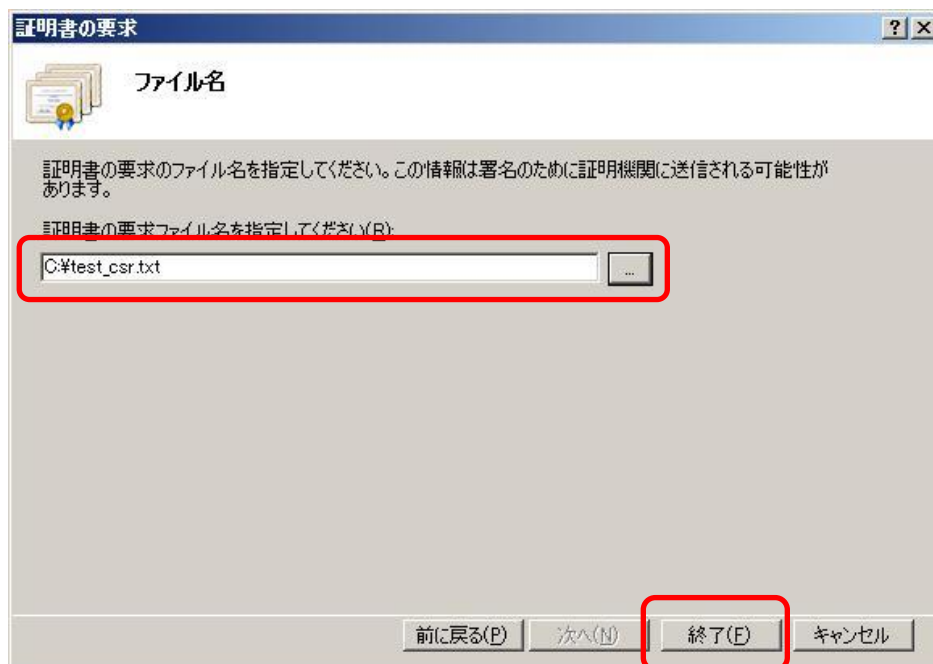 証明書の要求
ファイル名
証明書の要求のファイル名を指定してください。この情報は署名のために証明機関に送信される可能性が
あります。
証明書の要求ファイル名を指定してください(R):
C:¥test_csr.txt
...
前に戻る(P) 次へ(N) 終了(F) キャンセル